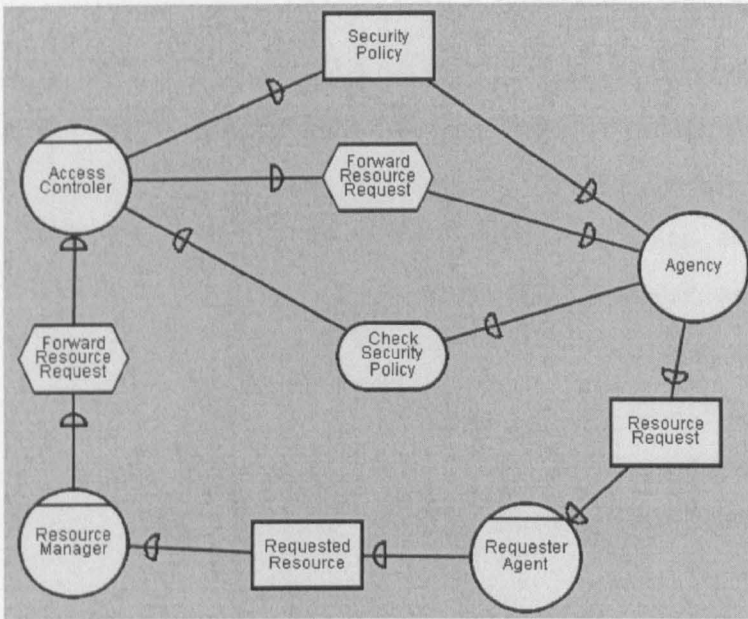 Security
Policy
Access
Controler
Forward
Resource
Request
Agency
Forward
Resource
Request
Check
Security
Policy
Resource
Request
Resource
Manager
Requested
Resource
Requester
Agent